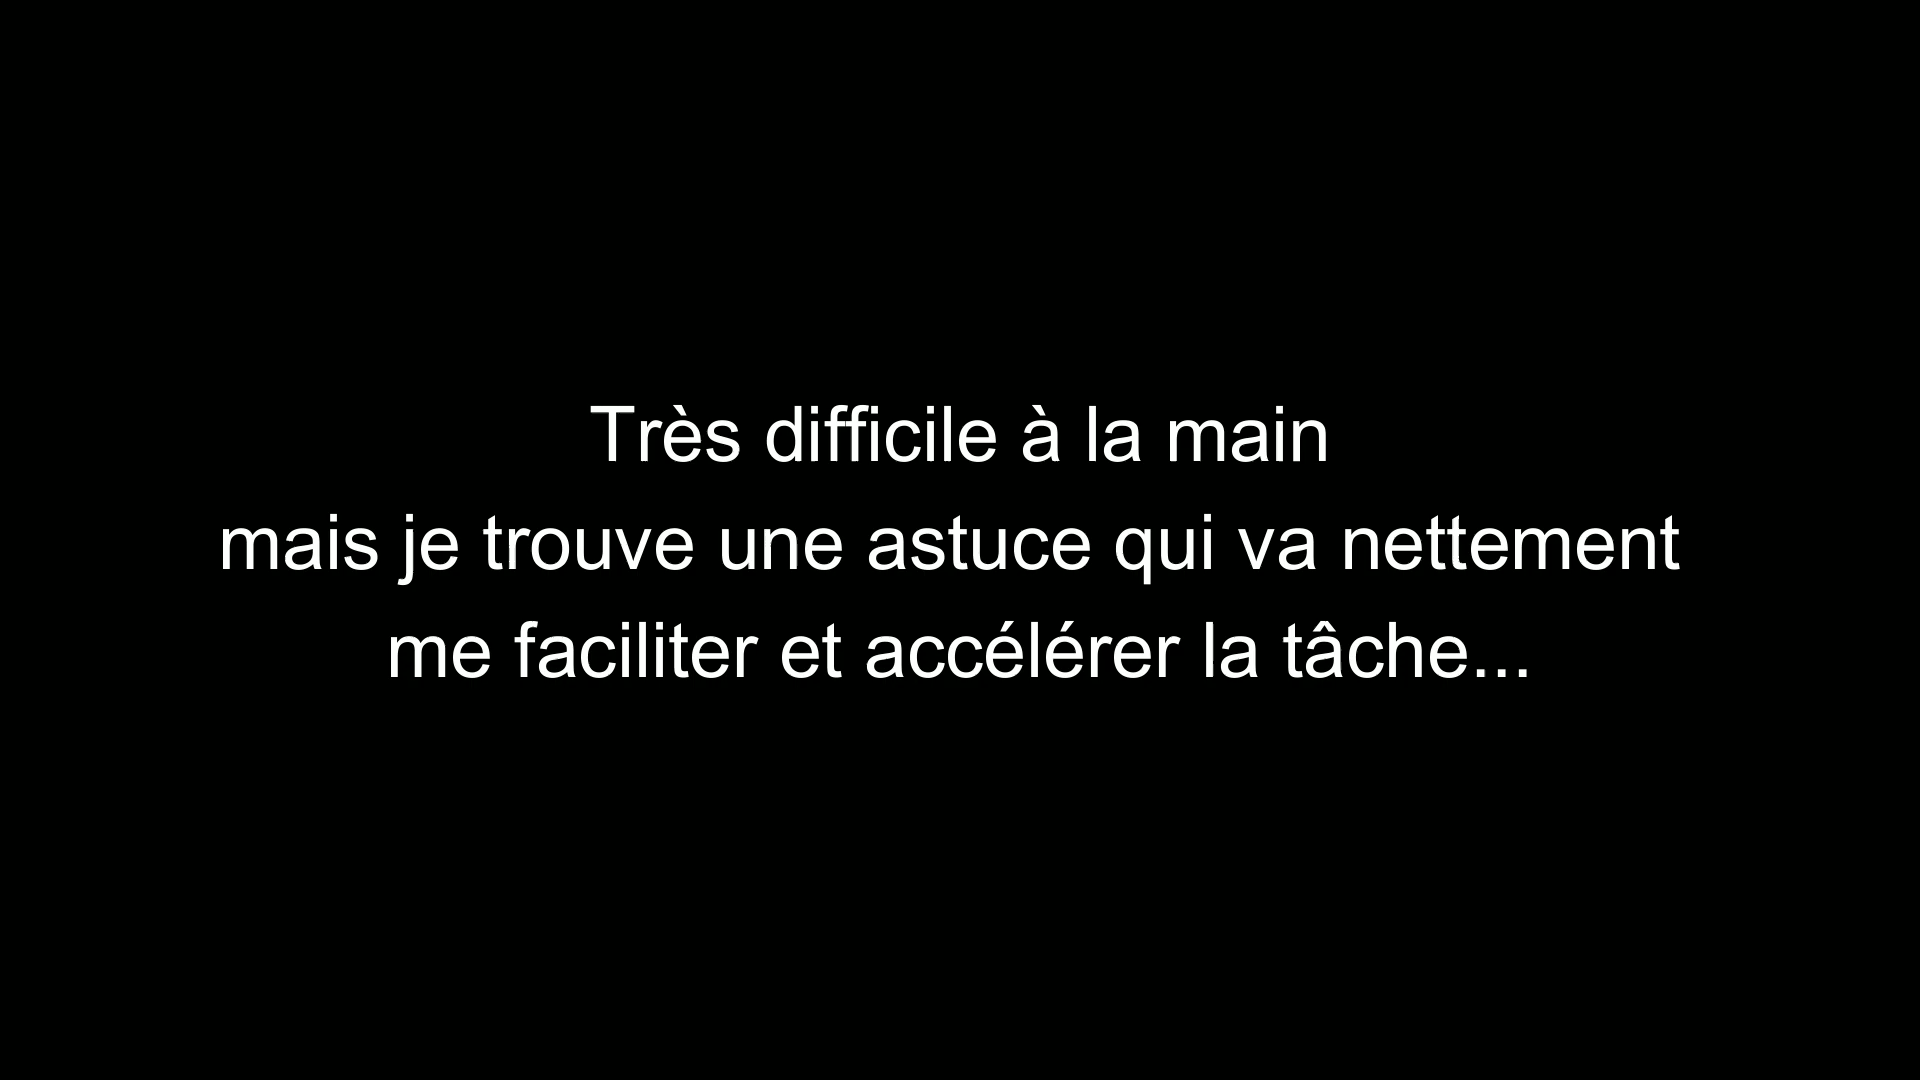 Très difficile à la main
mais je trouve une astuce qui va nettement
me faciliter et accélérer la tâche...